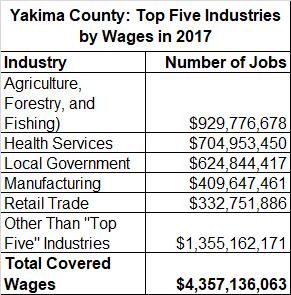 Yakima County: Top Five Industries
by Wages in 2017
Industry Number of Jobs
Agriculture,
Forestry, and
Fishing) $929,776,678
Health Services $704,953,450
Local Government $624,844,417
Manufacturing $409,647,461
Retail Trade $332,751,886
Other Than "Top
Five" Industries $1,355,162,171
Total Covered
Wages $4,357,136,063